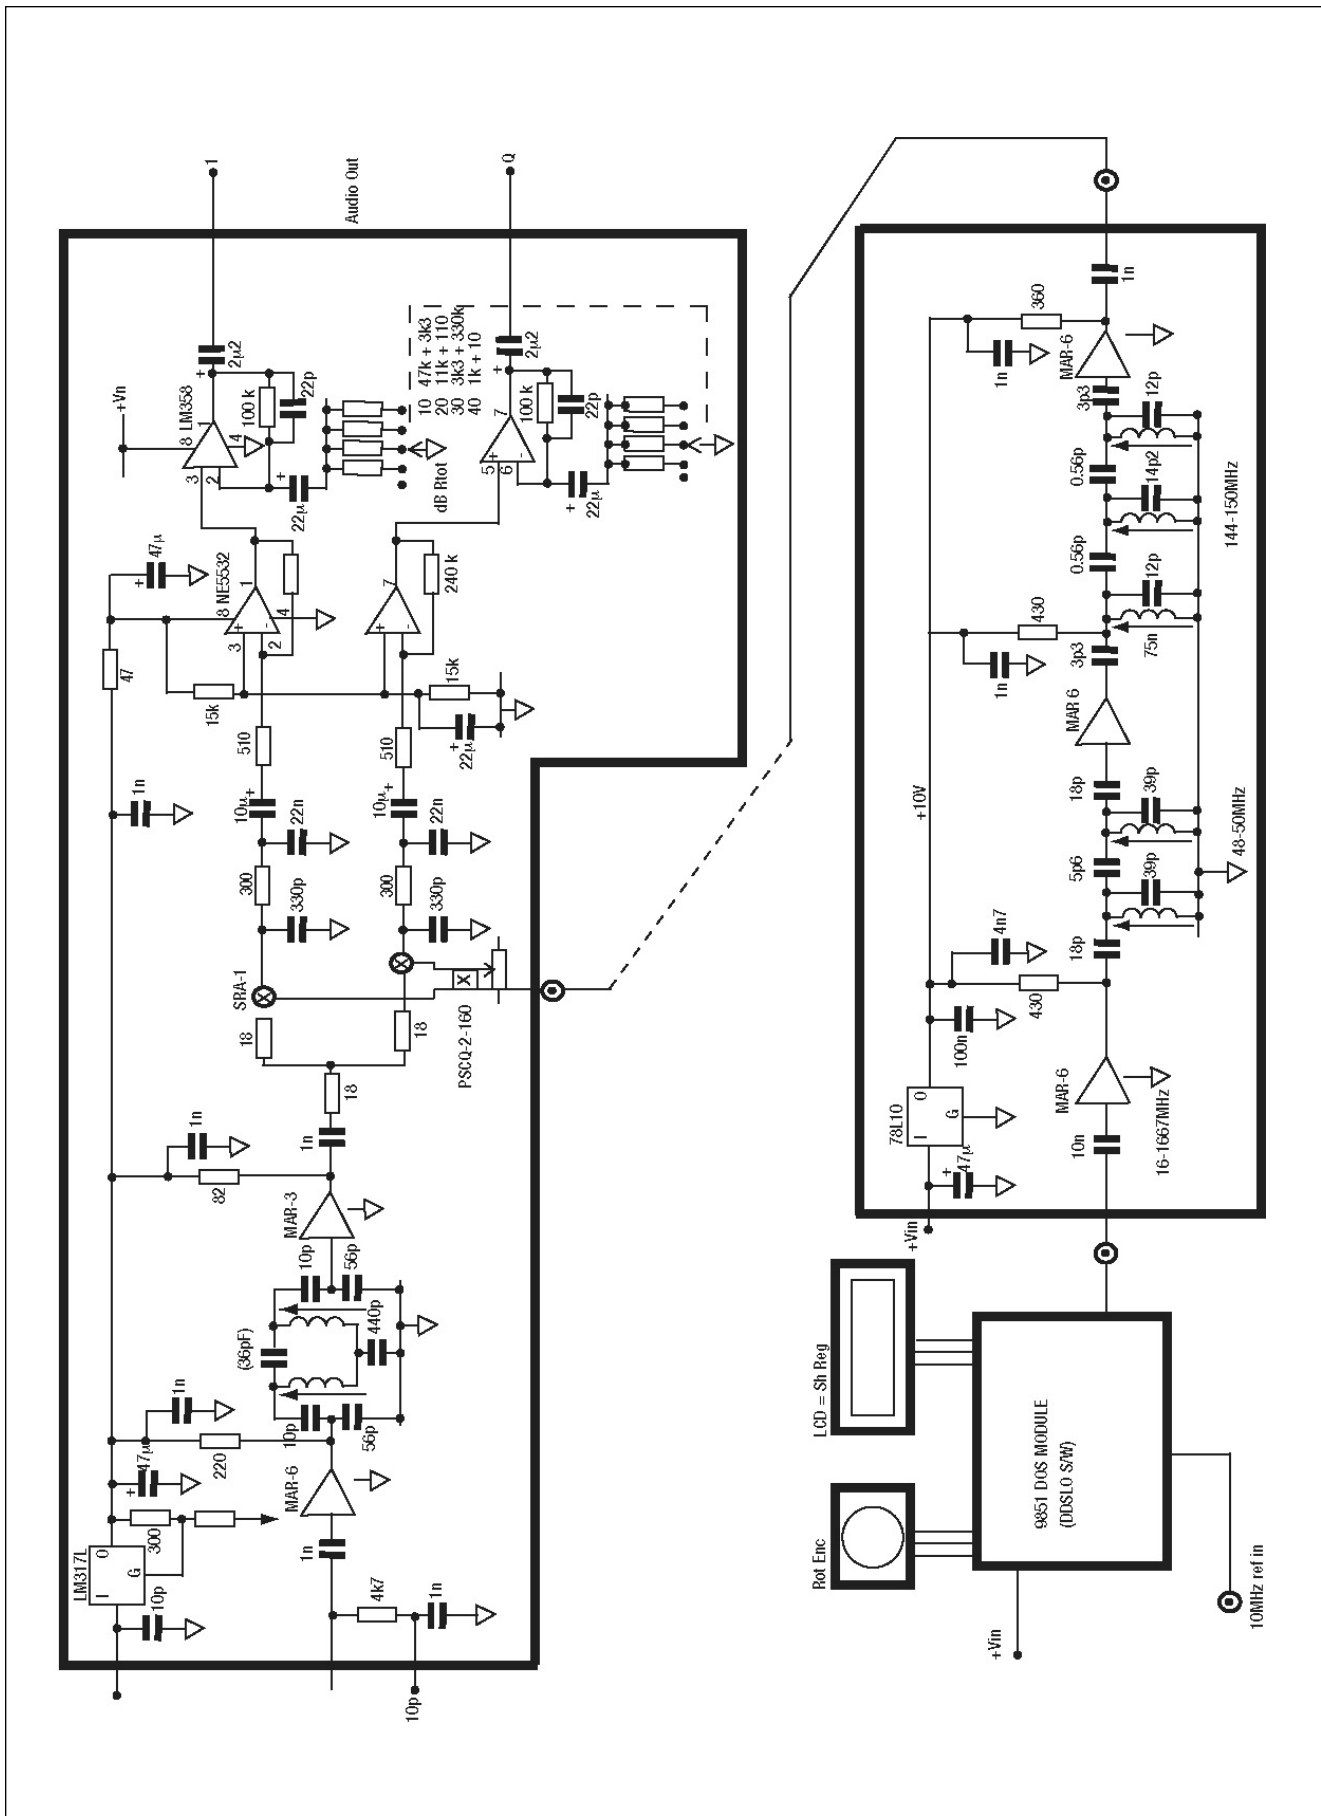 LM317L
I
O
G
10p
300
47µ
1n
220
MAR-6
1n
4k7
1n
10p
10p
56p
(36pF)
440p
10p
56p
MAR-3
82
1n
1n
18
18
18
SRA-1
PSCQ-2-160
X
330p
300
22n
10µ
+
510
330p
300
22n
10µ
+
510
1n
15k
47
47µ
+
8
NE5532
3
+
-
2
1
4
240 k
7
15k
22µ
+
+Vn
8
LM358
3
2
1
4
100 k
22p
2µ2
+
22µ
+
I
Audio Out
Q
dB Rtot
10 47k + 3k3
20 11k + 110
30 3k3 + 330k
40 1k + 10
5
+
6
-
7
100 k
22p
2µ2
+
22µ
+
+Vin
78L10
I
O
G
47µ
+
100n
+10V
4n7
430
10n
MAR-6
16-1667MHz
18p
5p6
39p
39p
18p
48-50MHz
MAR 6
430
1n
3p3
75n
12p
0.56p
14p2
0.56p
12p
3p3
144-150MHz
MAR-6
360
1n
1n
Rot Enc
LCD = Sh Reg
9851 DOS MODULE
(DDSLO S/W)
+Vin
10MHz ref in